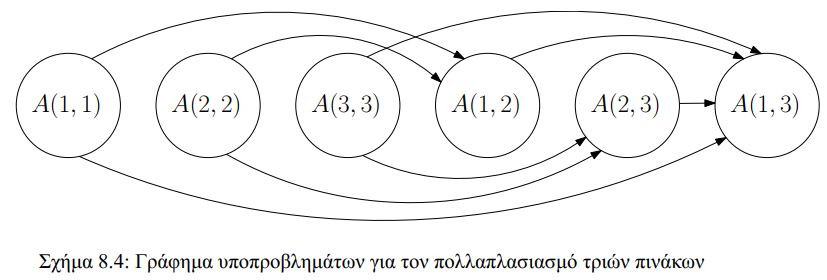 A(1, 1) A(2, 2) A(3, 3) A(1, 2) A(2, 3) A(1, 3)
Σχήμα 8.4: Γράφημα υποπροβλημάτων για τον πολλαπλασιασμό τριών πινάκων